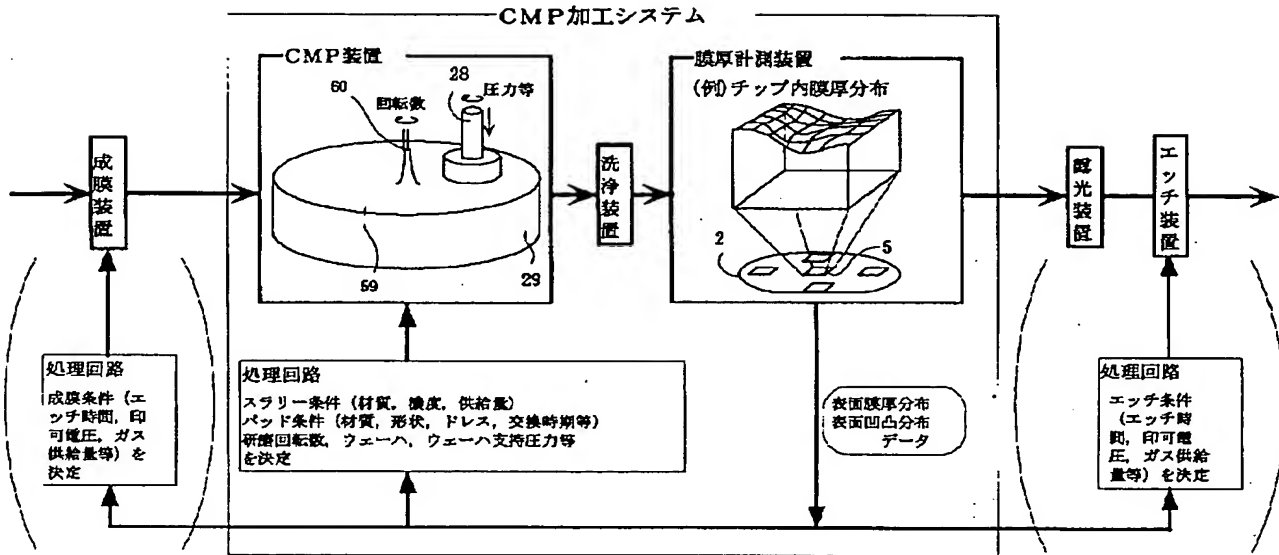 CMP加工システム
CMP装置
28
60
回転数
圧力等
59
29
膜厚計測装置
(例)チップ内膜厚分布
2
5
成膜装置
洗浄装置
露光装置
エッチ装置
処理回路
成膜条件(エ
ッチ時間, 印
可電圧, ガス
供給量等)を
決定
処理回路
スラリー条件(材質, 濃度, 供給量)
パッド条件(材質, 形状, ドレス, 交換時期等)
研磨回転数, ウェーハ, ウェーハ支持圧力等
を決定
表面膜厚分布
表面凹凸分布
データ
処理回路
エッチ条件
(エッチ時
間, 印可電
圧, ガス供給
量等)を決定